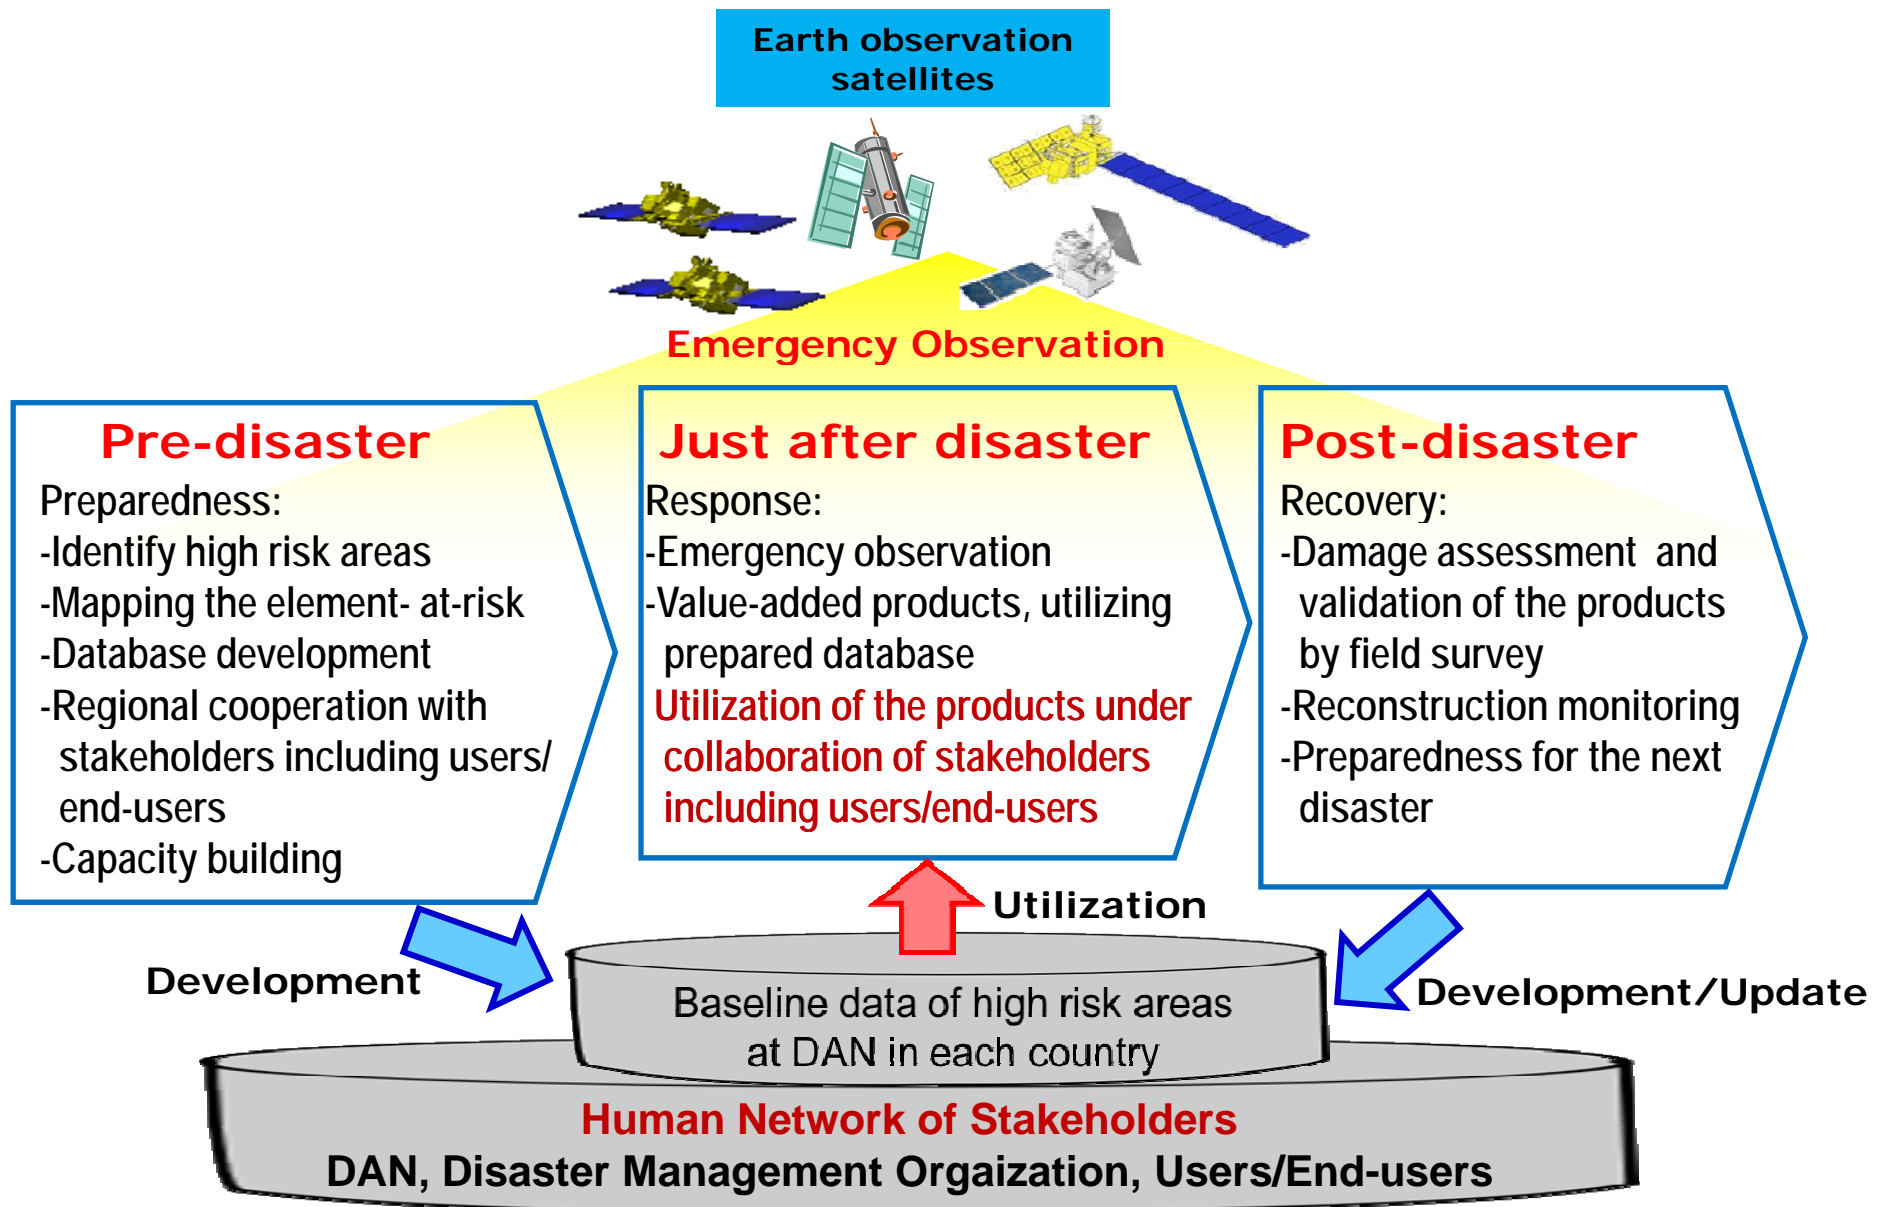 Earth observation
satellites
Emergency Observation
Pre-disaster
Preparedness:
-Identify high risk areas
-Mapping the element- at-risk
-Database development
-Regional cooperation with
stakeholders including users/
end-users
-Capacity building
Just after disaster
Response:
-Emergency observation
-Value-added products, utilizing
prepared database
Utilization of the products under
collaboration of stakeholders
including users/end-users
Post-disaster
Recovery:
-Damage assessment and
validation of the products
by field survey
-Reconstruction monitoring
-Preparedness for the next
disaster
Utilization
Development
Development/Update
Baseline data of high risk areas
at DAN in each country
Human Network of Stakeholders
DAN, Disaster Management Orgaization, Users/End-users